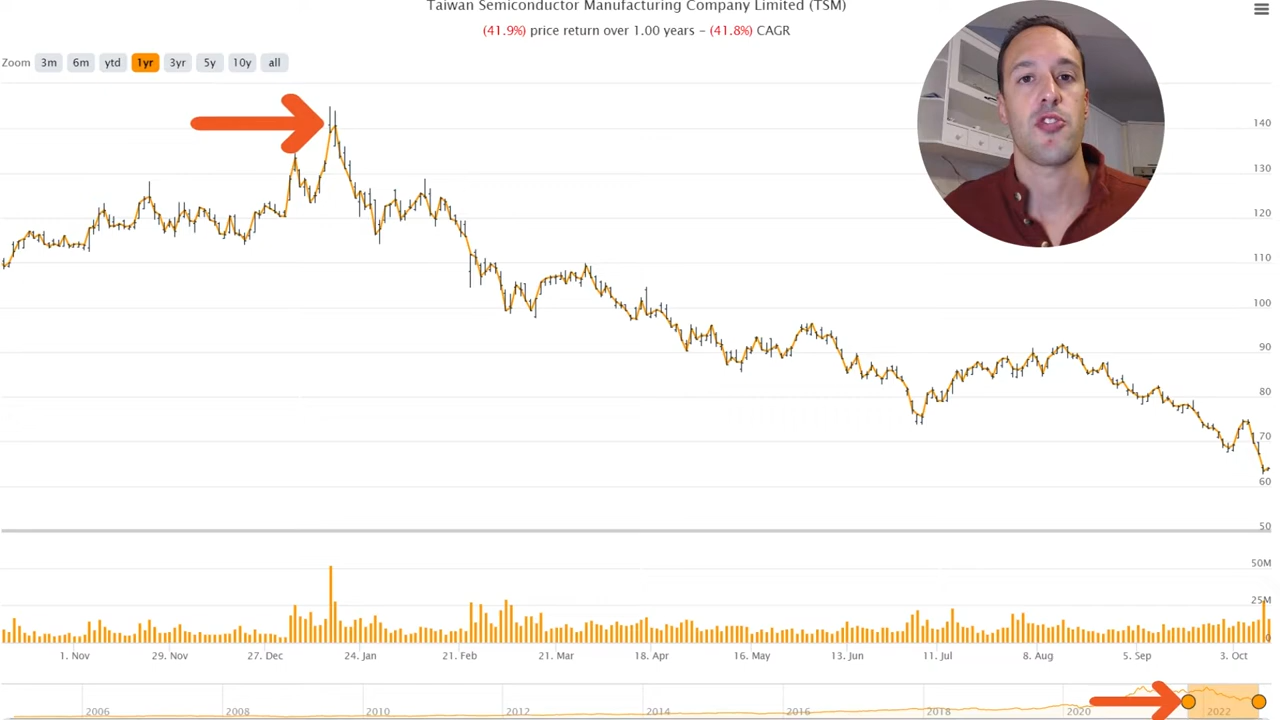 Taiwan Semiconductor Manufacturing Company Limited (TSM)
(41.9%) price return over 1.00 years – (41.8%) CAGR
Zoom 3m 6m ytd 1yr 3yr 5y 10y all
140
130
120
110
100
90
80
70
60
50
50M
25M
0
1. Nov 29. Nov 27. Dec 24. Jan 21. Feb 21. Mar 18. Apr 16. May 13. Jun 11. Jul 8. Aug 5. Sep 3. Oct
2006 2008 2010 2012 2014 2016 2018 2020 2022